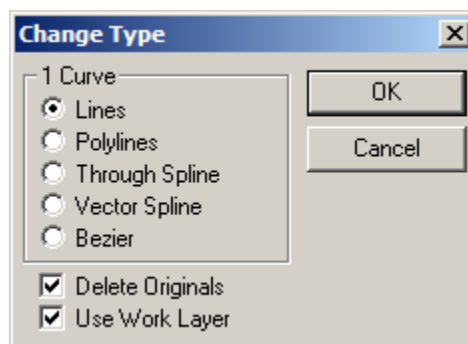 Change Type
1 Curve
Lines
Polylines
Through Spline
Vector Spline
Bezier
OK
Cancel
Delete Originals
Use Work Layer